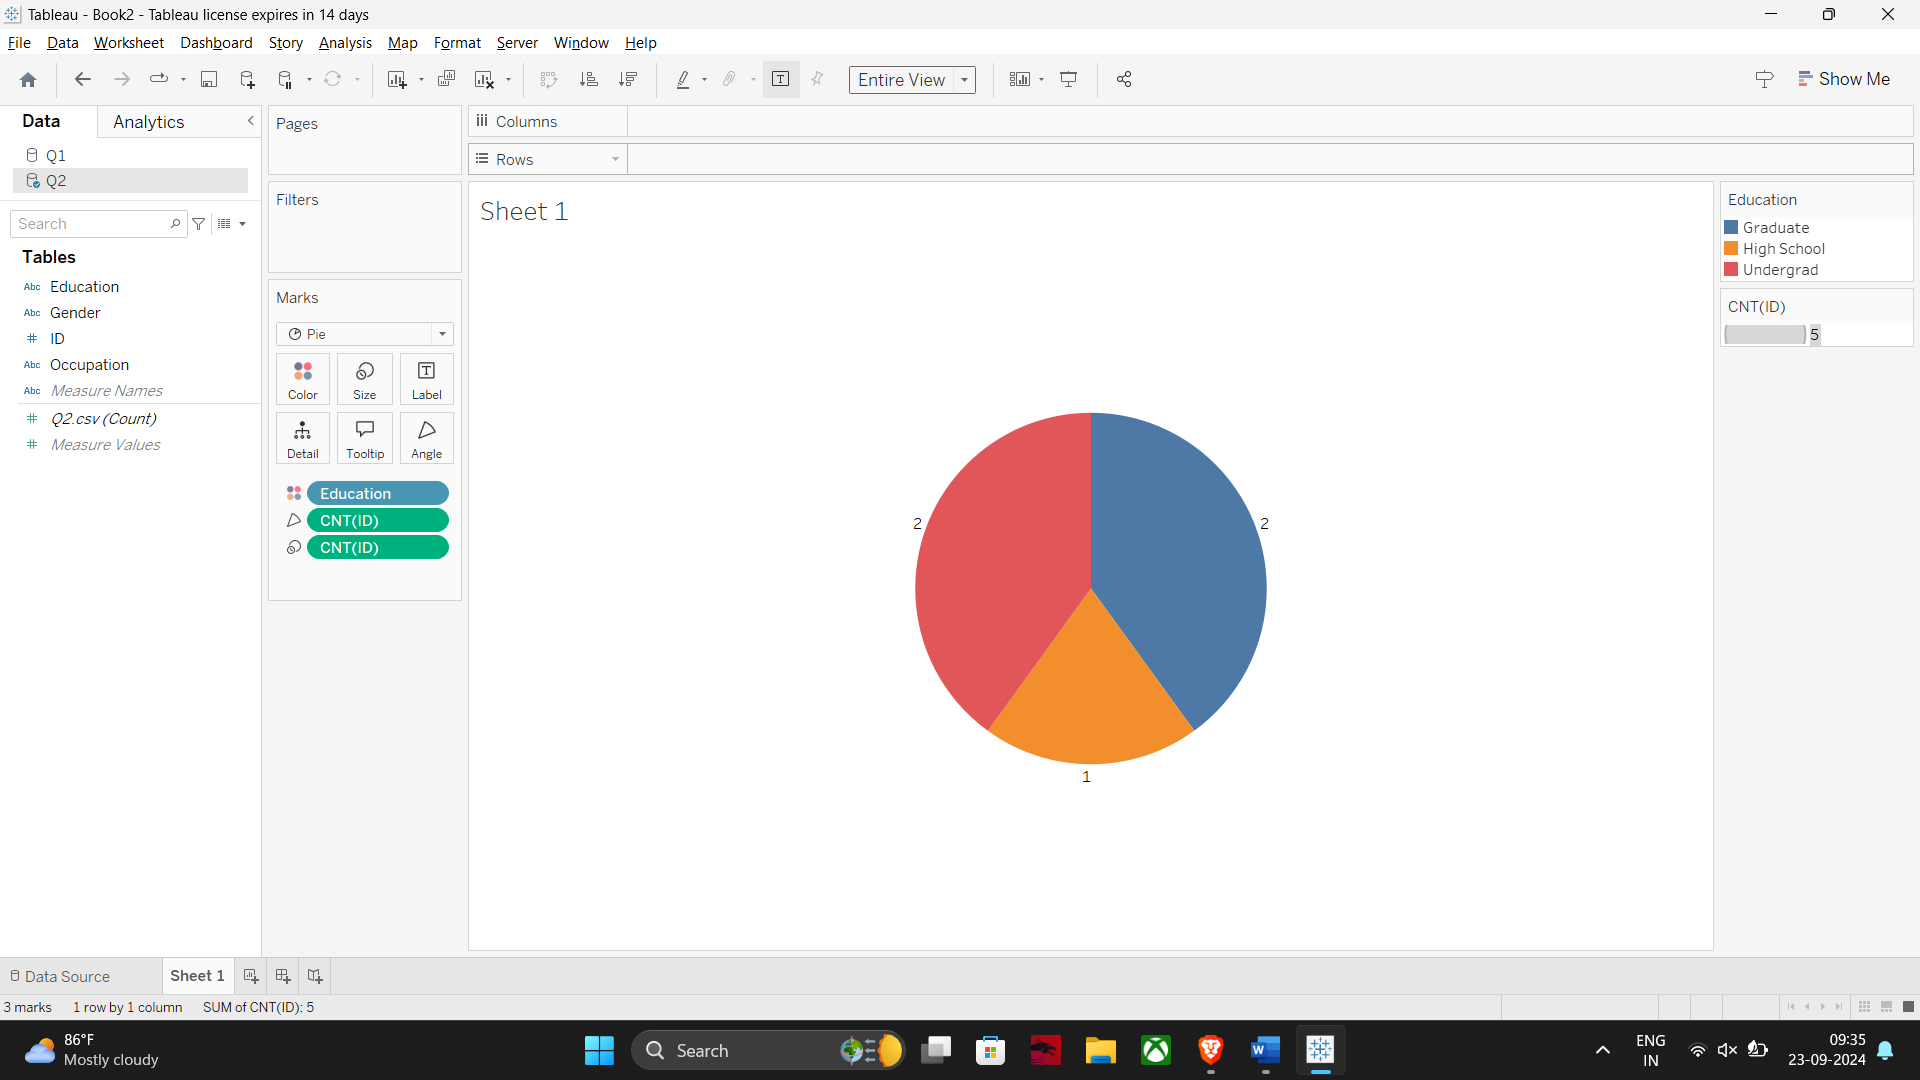 Tableau - Book2 - Tableau license expires in 14 days
File Data Worksheet Dashboard Story Analysis Map Format Server Window Help
Entire View
Show Me
Data Analytics
Q1
Q2
Search
Tables
Abc Education
Abc Gender
# ID
Abc Occupation
Abc Measure Names
# Q2.csv (Count)
# Measure Values
Pages
Filters
Marks
Pie
Color Size Label
Detail Tooltip Angle
Education
CNT(ID)
CNT(ID)
Columns
Rows
Sheet 1
2
2
1
Education
Graduate
High School
Undergrad
CNT(ID)
5
Data Source Sheet 1
3 marks 1 row by 1 column SUM of CNT(ID): 5
86°F
Mostly cloudy
Search
ENG
IN
09:35
23-09-2024